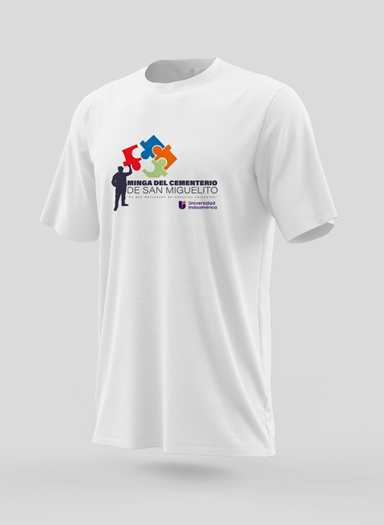 MINGA DEL CEMENTERIO
DE SAN MIGUELITO
Universidad
Indoamérica